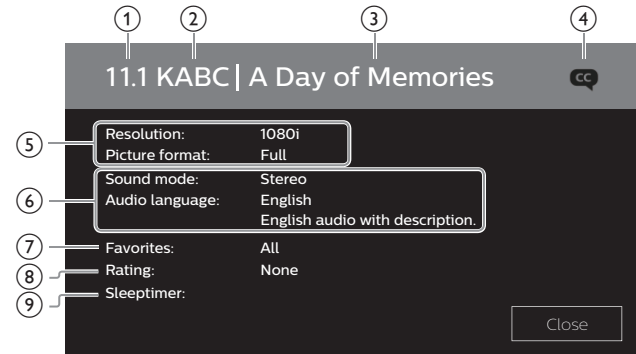 1 2 3 4
11.1 KABC | A Day of Memories CC
5 Resolution: 1080i
Picture format: Full
Sound mode: Stereo
6 Audio language: English
English audio with description.
7 Favorites: All
8 Rating: None
9 Sleeptimer:
Close